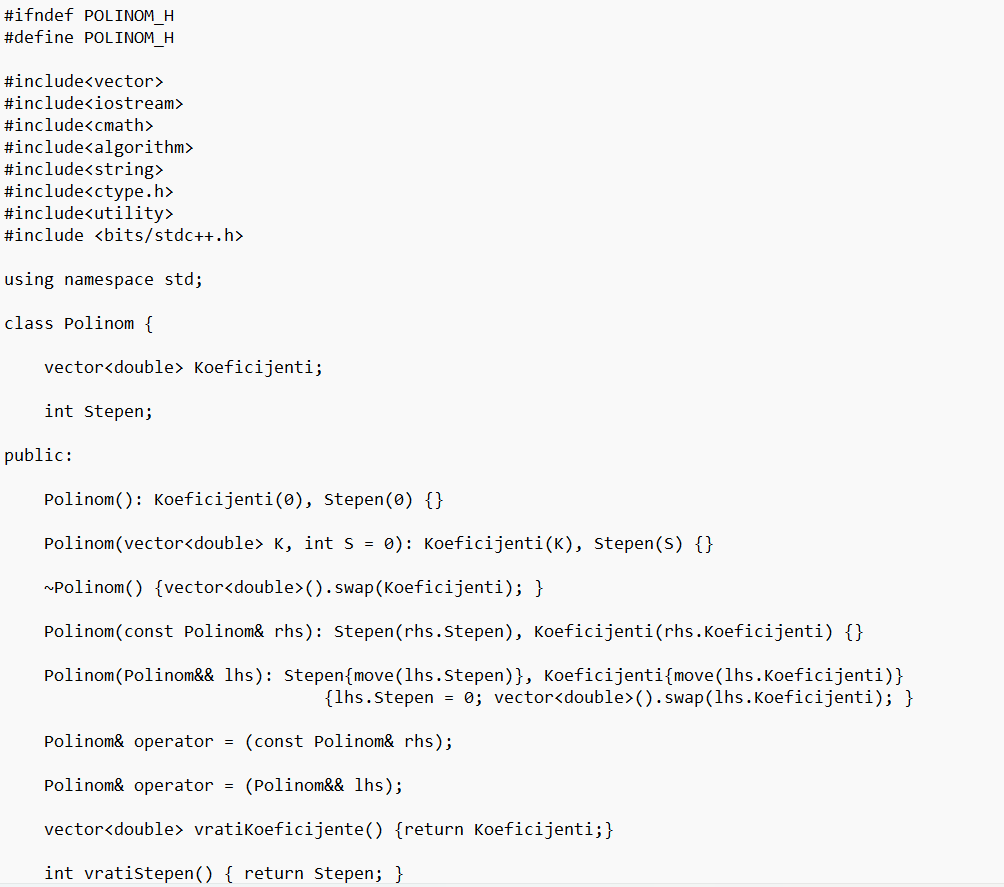 #ifndef POLINOM_H
#define POLINOM_H

#include<vector>
#include<iostream>
#include<cmath>
#include<algorithm>
#include<string>
#include<ctype.h>
#include<utility>
#include <bits/stdc++.h>

using namespace std;

class Polinom {

    vector<double> Koeficijenti;

    int Stepen;

public:

    Polinom(): Koeficijenti(0), Stepen(0) {}

    Polinom(vector<double> K, int S = 0): Koeficijenti(K), Stepen(S) {}

    ~Polinom() {vector<double>().swap(Koeficijenti); }

    Polinom(const Polinom& rhs): Stepen(rhs.Stepen), Koeficijenti(rhs.Koeficijenti) {}

    Polinom(Polinom&& lhs): Stepen{move(lhs.Stepen)}, Koeficijenti{move(lhs.Koeficijenti)}
                                {lhs.Stepen = 0; vector<double>().swap(lhs.Koeficijenti); }

    Polinom& operator = (const Polinom& rhs);

    Polinom& operator = (Polinom&& lhs);

    vector<double> vratiKoeficijente() {return Koeficijenti;}

    int vratiStepen() { return Stepen; }